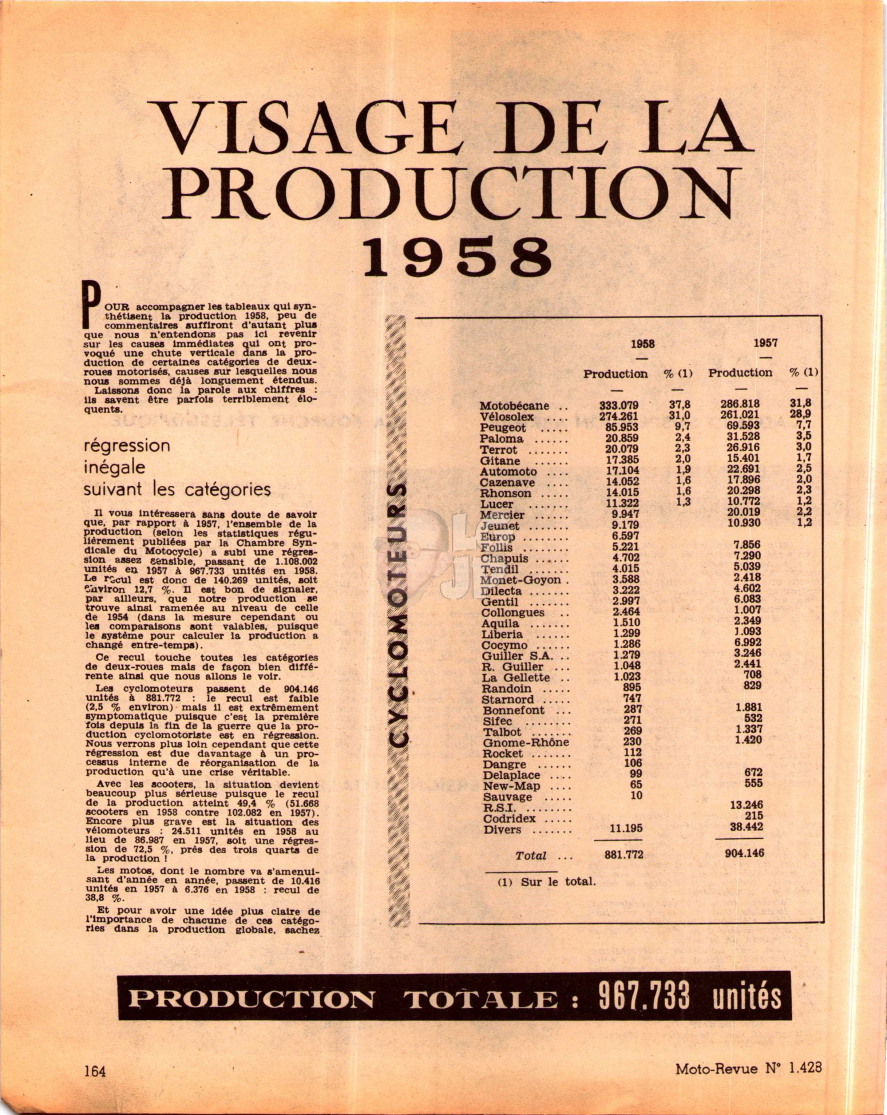 VISAGE DE LA
PRODUCTION
1958
POUR accompagner les tableaux qui syn-
thétisent la production 1958, peu de
commentaires suffiront d'autant plus
que nous n'entendons pas ici revenir
sur les causes immédiates qui ont pro-
voqué une chute verticale dans la pro-
duction de certaines catégories de deux-
roues motorisés, causes sur lesquelles nous
nous sommes déjà longuement étendus.
Laissons donc la parole aux chiffres :
ils savent être parfois terriblement élo-
quents.
régression
inégale
suivant les catégories
Il vous intéressera sans doute de savoir
que, par rapport à 1957, l'ensemble de la
production (selon les statistiques régu-
lièrement publiées par la Chambre Syn-
dicale du Motocycle) a subi une régres-
sion assez sensible, passant de 1.108.002
unités en 1957 à 967.733 unités en 1958.
Le recul est donc de 140.269 unités, soit
environ 12,7 %. Il est bon de signaler,
par ailleurs, que notre production se
trouve ainsi ramenée au niveau de celle
de 1954 (dans la mesure cependant ou
les comparaisons sont valables, puisque
le système pour calculer la production a
changé entre-temps).
Ce recul touche toutes les catégories
de deux-roues mais de façon bien diffé-
rente ainsi que nous allons le voir.
Les cyclomoteurs passent de 904.146
unités à 881.772 : le recul est faible
(2,5 % environ) mais il est extrêmement
symptomatique puisque c'est la première
fois depuis la fin de la guerre que la pro-
duction cyclomotoriste est en régression.
Nous verrons plus loin cependant que cette
régression est due davantage à un pro-
cessus interne de réorganisation de la
production qu'à une crise véritable.
Avec les scooters, la situation devient
beaucoup plus sérieuse puisque le recul
de la production atteint 49,4 % (51.668
scooters en 1958 contre 102.082 en 1957).
Encore plus grave est la situation des
vélomoteurs : 24.511 unités en 1958 au
lieu de 86.987 en 1957, soit une régres-
sion de 72,5 %, près des trois quarts de
la production !
Les motos, dont le nombre va s'amenui-
sant d'année en année, passent de 10.416
unités en 1957 à 6.376 en 1958 : recul de
38,8 %.
Et pour avoir une idée plus claire de
l'importance de chacune de ces catégo-
ries dans la production globale, sachez
CYCLOMOTEURS
1958 1957
Production % (1) Production % (1)
Motobécane .. 333.079 37,8 286.818 31,8
Vélosolex .... 274.261 31,0 261.021 28,9
Peugeot ...... 85.953 9,7 69.593 7,7
Paloma ...... 20.859 2,4 31.528 3,5
Terrot ....... 20.079 2,3 26.916 3,0
Gitane ....... 17.385 2,0 15.401 1,7
Automoto .... 17.104 1,9 22.691 2,5
Cazenave .... 14.052 1,6 17.896 2,0
Rhonson ..... 14.015 1,6 20.298 2,3
Lucer ........ 11.322 1,3 10.772 1,2
Mercier ...... 9.947 20.019 2,2
Jeunet ....... 9.179 10.930 1,2
Europ ....... 6.597
Follis ........ 5.221 7.856
Chapuis ..... 4.702 7.290
Tendil ....... 4.015 5.039
Monet-Goyon . 3.588 2.418
Dilecta ....... 3.222 4.602
Gentil ....... 2.997 6.083
Collongues .. 2.464 1.007
Aquila ....... 1.510 2.349
Liberia ...... 1.299 1.093
Cocymo ...... 1.286 6.992
Guiller S.A. .. 1.279 3.246
R. Guiller ... 1.048 2.441
La Gellette .. 1.023 708
Randoin ..... 895 829
Starnord ..... 747
Bonnefont ... 287 1.881
Sifec ........ 271 532
Talbot ....... 269 1.337
Gnome-Rhône 230 1.420
Rocket ...... 112
Dangre ...... 106
Delaplace .... 99 672
New-Map .... 65 555
Sauvage ..... 10
R.S.I. ........ 13.246
Codridex ..... 215
Divers ....... 11.195 38.442
Total ... 881.772 904.146
(1) Sur le total.
PRODUCTION TOTALE : 967.733 unités
164
Moto-Revue N° 1.428